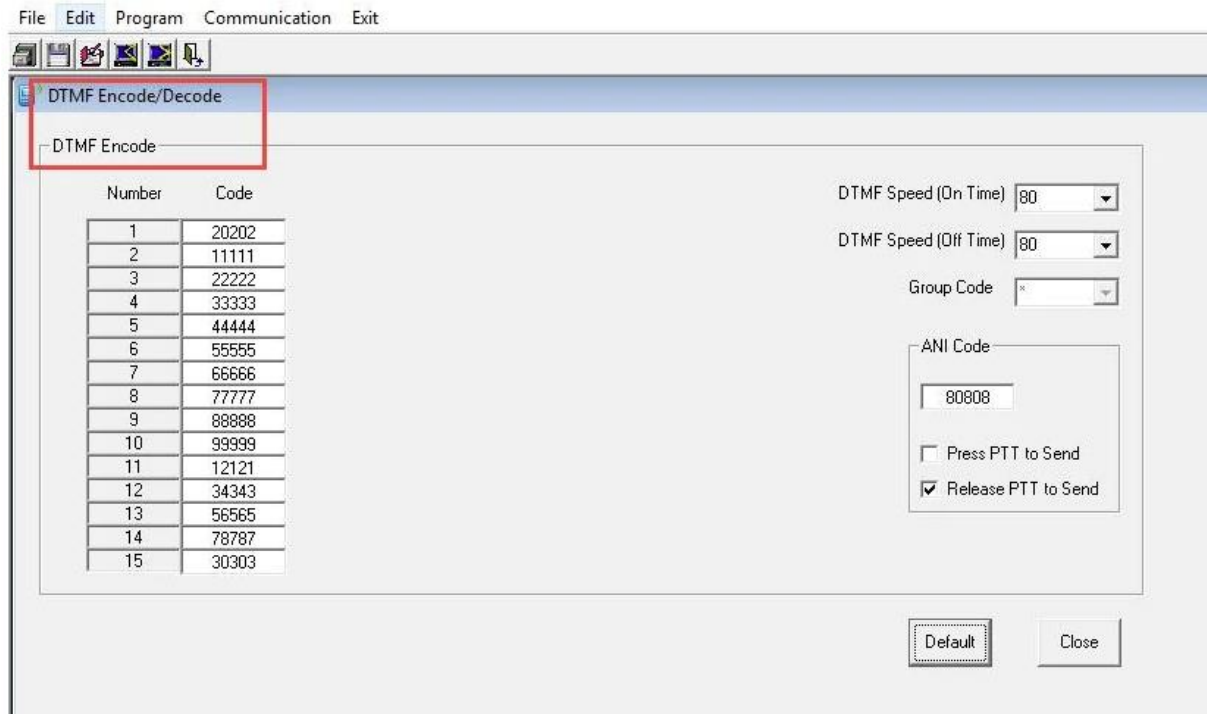 File Edit Program Communication Exit
DTMF Encode/Decode
DTMF Encode
Number Code
1 20202
2 11111
3 22222
4 33333
5 44444
6 55555
7 66666
8 77777
9 88888
10 99999
11 12121
12 34343
13 56565
14 78787
15 30303
DTMF Speed (On Time) 80
DTMF Speed (Off Time) 80
Group Code *
ANI Code
80808
Press PTT to Send
Release PTT to Send
Default Close